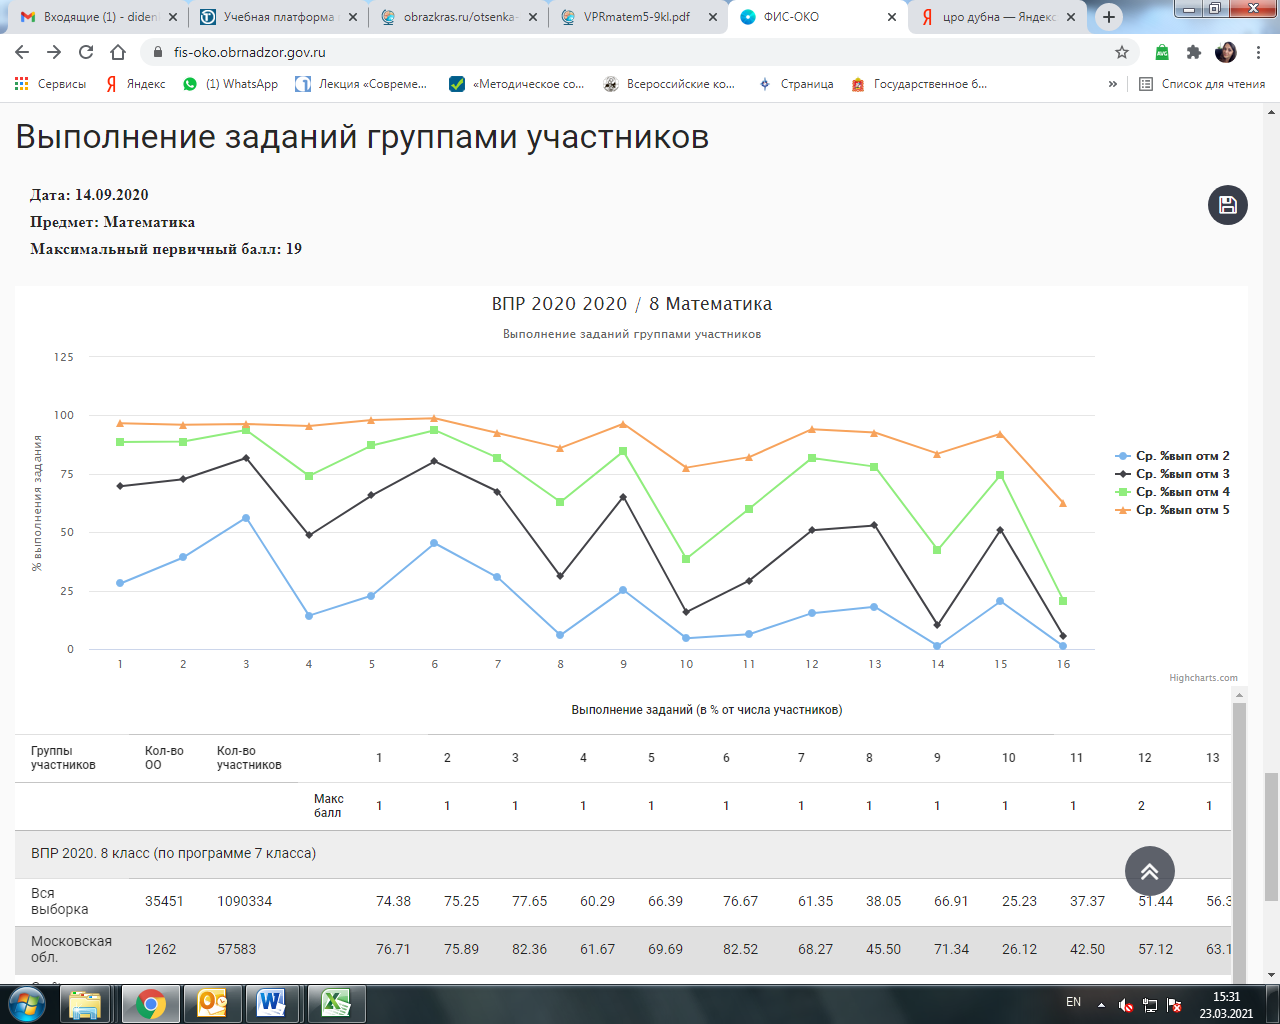 Входящие (1) - diden
Учебная платформа
obrazkras.ru/otsenka-
VPRmatem5-9kl.pdf
ФИС-ОКО
цро дубна — Яндекс
fis-oko.obrnadzor.gov.ru
Сервисы
Яндекс
(1) WhatsApp
Лекция «Совреме...
«Методическое со...
Всероссийские ко...
Страница
Государственное б...
»
Список для чтения
Выполнение заданий группами участников
Дата: 14.09.2020
Предмет: Математика
Максимальный первичный балл: 19
ВПР 2020 2020 / 8 Математика
Выполнение заданий группами участников
% выполнения задания
125
100
75
50
25
0
1 2 3 4 5 6 7 8 9 10 11 12 13 14 15 16
Ср. %вып отм 2
Ср. %вып отм 3
Ср. %вып отм 4
Ср. %вып отм 5
Highcharts.com
Выполнение заданий (в % от числа участников)
Группы участников Кол-во ОО Кол-во участников 1 2 3 4 5 6 7 8 9 10 11 12 13
Макс балл 1 1 1 1 1 1 1 1 1 1 1 2 1
ВПР 2020. 8 класс (по программе 7 класса)
Вся выборка 35451 1090334 74.38 75.25 77.65 60.29 66.39 76.67 61.35 38.05 66.91 25.23 37.37 51.44 56.3
Московская обл. 1262 57583 76.71 75.89 82.36 61.67 69.69 82.52 68.27 45.50 71.34 26.12 42.50 57.12 63.1
EN
15:31
23.03.2021